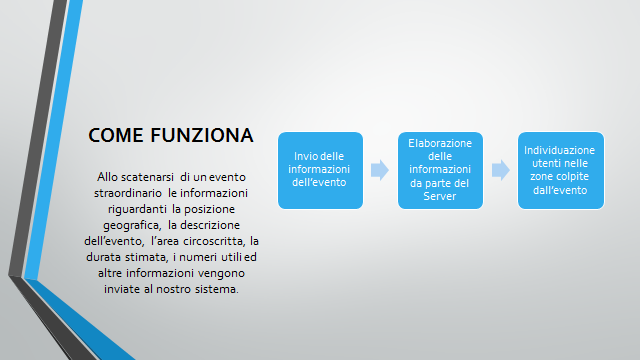 COME FUNZIONA
Allo scatenarsi di un evento
straordinario le informazioni
riguardanti la posizione
geografica, la descrizione
dell’evento, l’area circoscritta, la
durata stimata, i numeri utili ed
altre informazioni vengono
inviate al nostro sistema.
Invio delle
informazioni
dell’evento
Elaborazione
delle
informazioni
da parte del
Server
Individuazione
utenti nelle
zone colpite
dall’evento